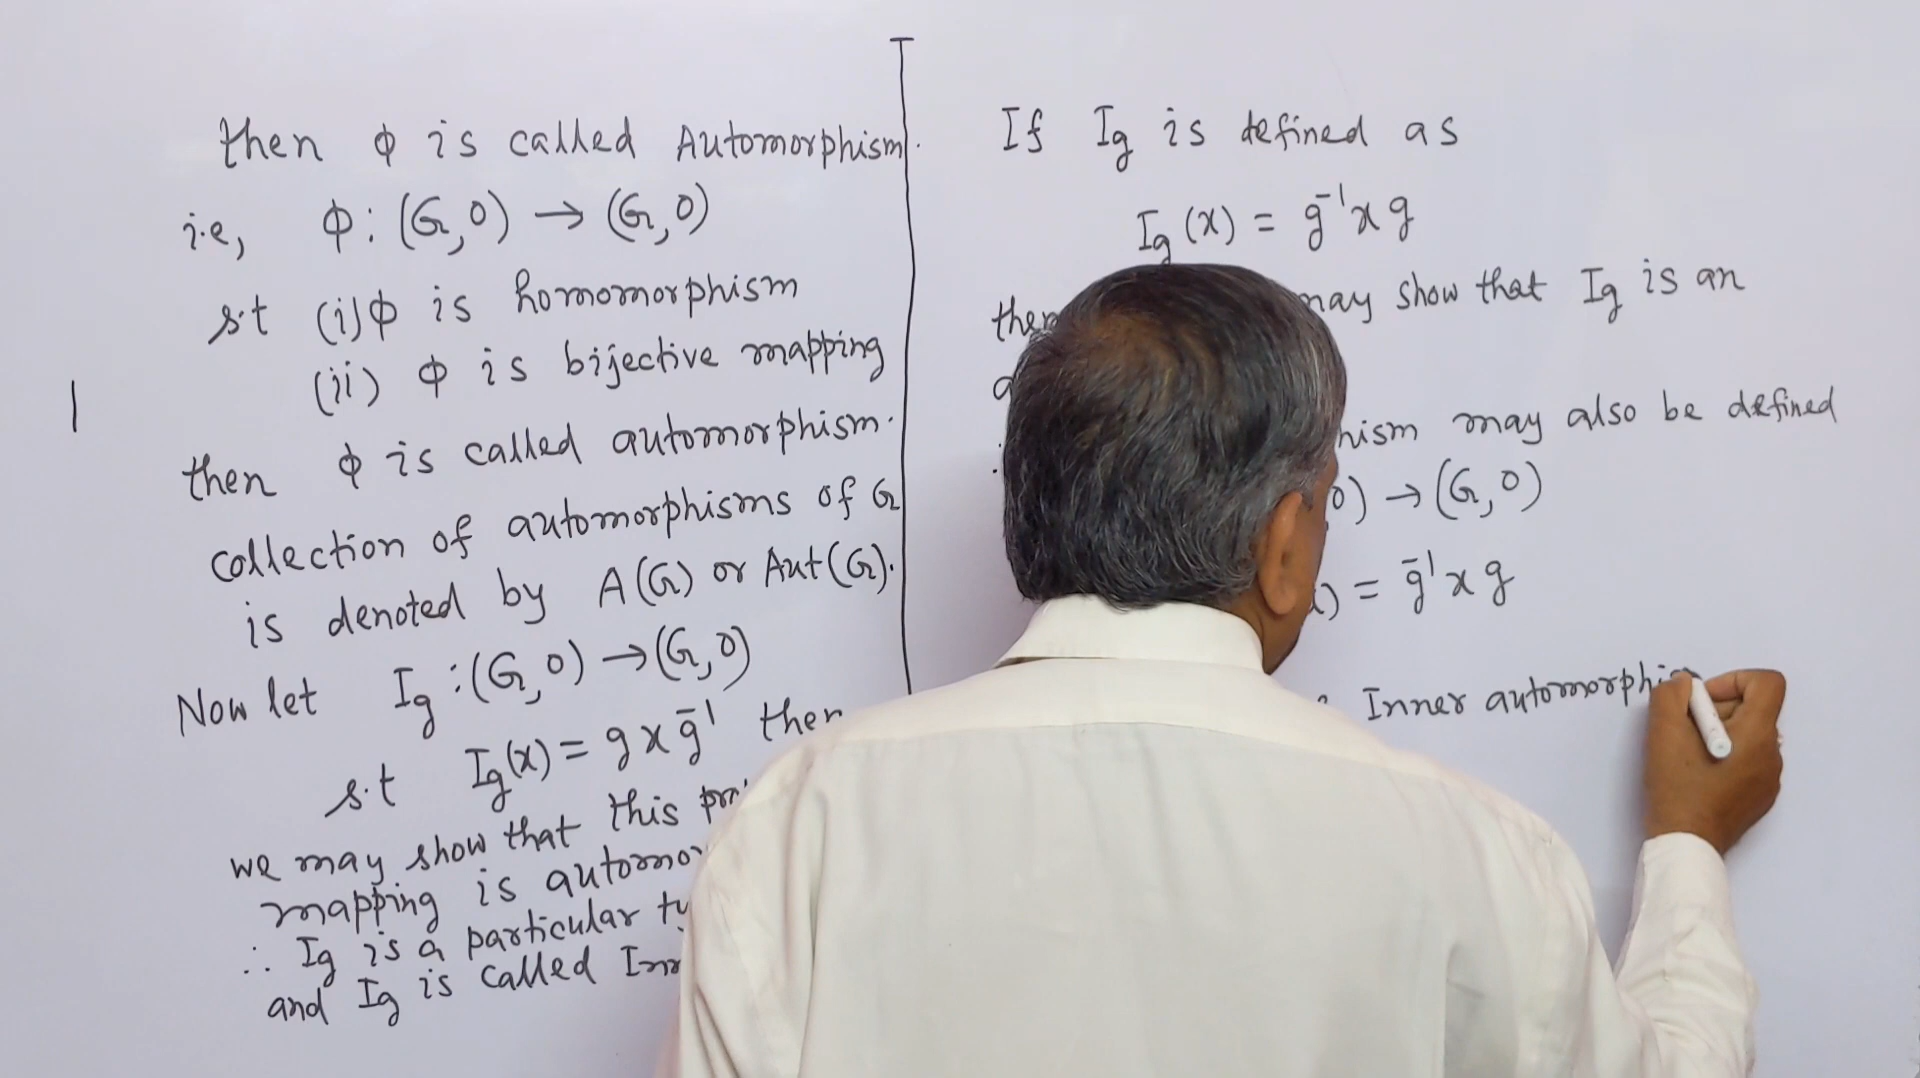 then ϕ is called Automorphism.
i.e, ϕ : (G, o) → (G, o)
s.t (i) ϕ is homomorphism
(ii) ϕ is bijective mapping
then ϕ is called automorphism.
collection of automorphisms of G
is denoted by A(G) or Aut(G).
Now let Ig : (G, o) → (G, o)
s.t Ig(x) = g x g⁻¹ then
we may show that this
mapping is
∴ Ig is a particular
and Ig is called
If Ig is defined as
Ig(x) = g⁻¹ x g
may show that Ig is an
may also be defined
→ (G, o)
= g⁻¹ x g
Inner